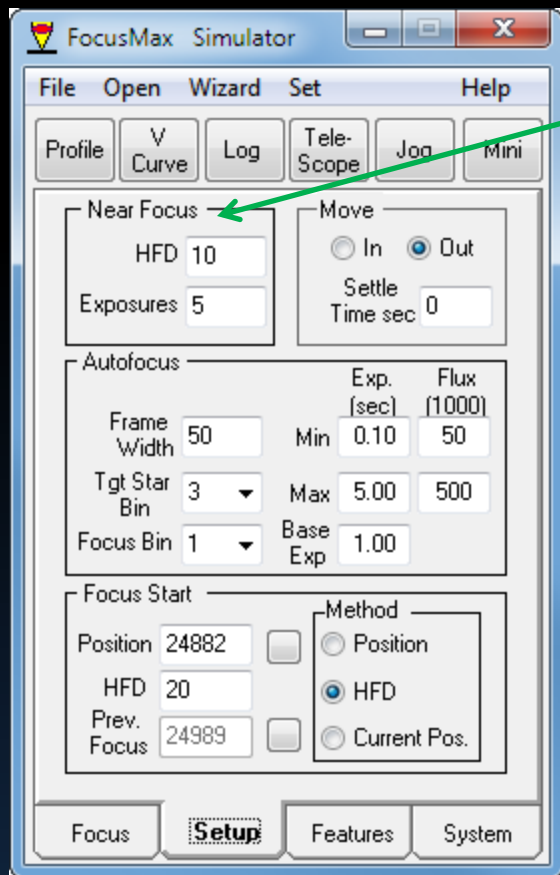 FocusMax Simulator
File Open Wizard Set Help
Profile V Curve Log Tele-Scope Jog Mini
Near Focus
HFD 10
Exposures 5
Move
In Out
Settle Time sec 0
Autofocus
Exp. (sec) Flux (1000)
Frame Width 50 Min 0.10 50
Tgt Star Bin 3 Max 5.00 500
Focus Bin 1 Base Exp 1.00
Focus Start
Position 24882
HFD 20
Prev. Focus 24989
Method
Position
HFD
Current Pos.
Focus Setup Features System